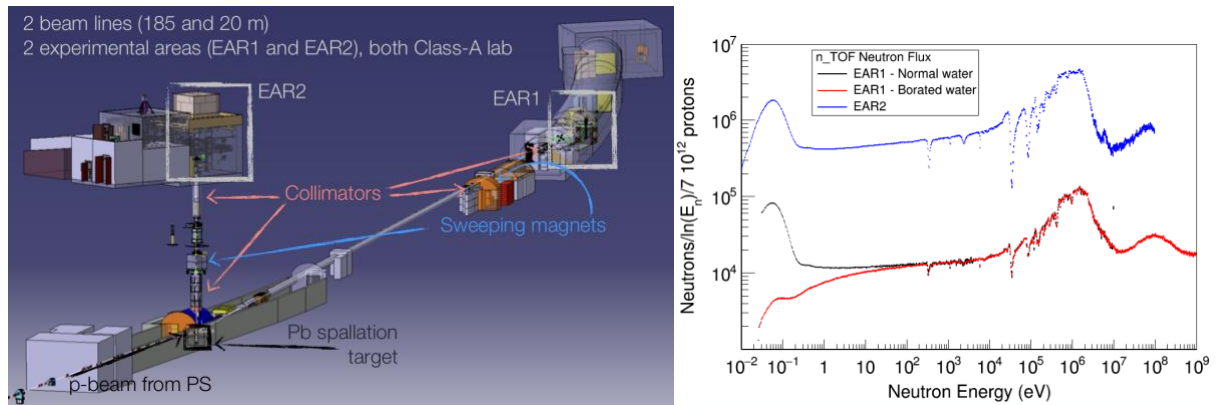 2 beam lines (185 and 20 m)
2 experimental areas (EAR1 and EAR2), both Class-A lab
EAR2
EAR1
Collimators
Sweeping magnets
Pb spallation
target
p-beam from PS
n_TOF Neutron Flux
EAR1 - Normal water
EAR1 - Borated water
EAR2
Neutrons/ln(Eₙ)/7 10¹² protons
10⁷
10⁶
10⁵
10⁴
10⁻² 10⁻¹ 1 10 10² 10³ 10⁴ 10⁵ 10⁶ 10⁷ 10⁸ 10⁹
Neutron Energy (eV)